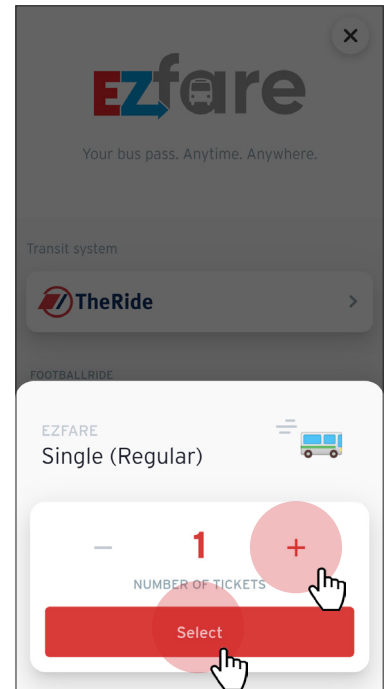 EZfare
Your bus pass. Anytime. Anywhere.
Transit system
TheRide
FOOTBALLRIDE
EZFARE
Single (Regular)
− 1 +
NUMBER OF TICKETS
Select